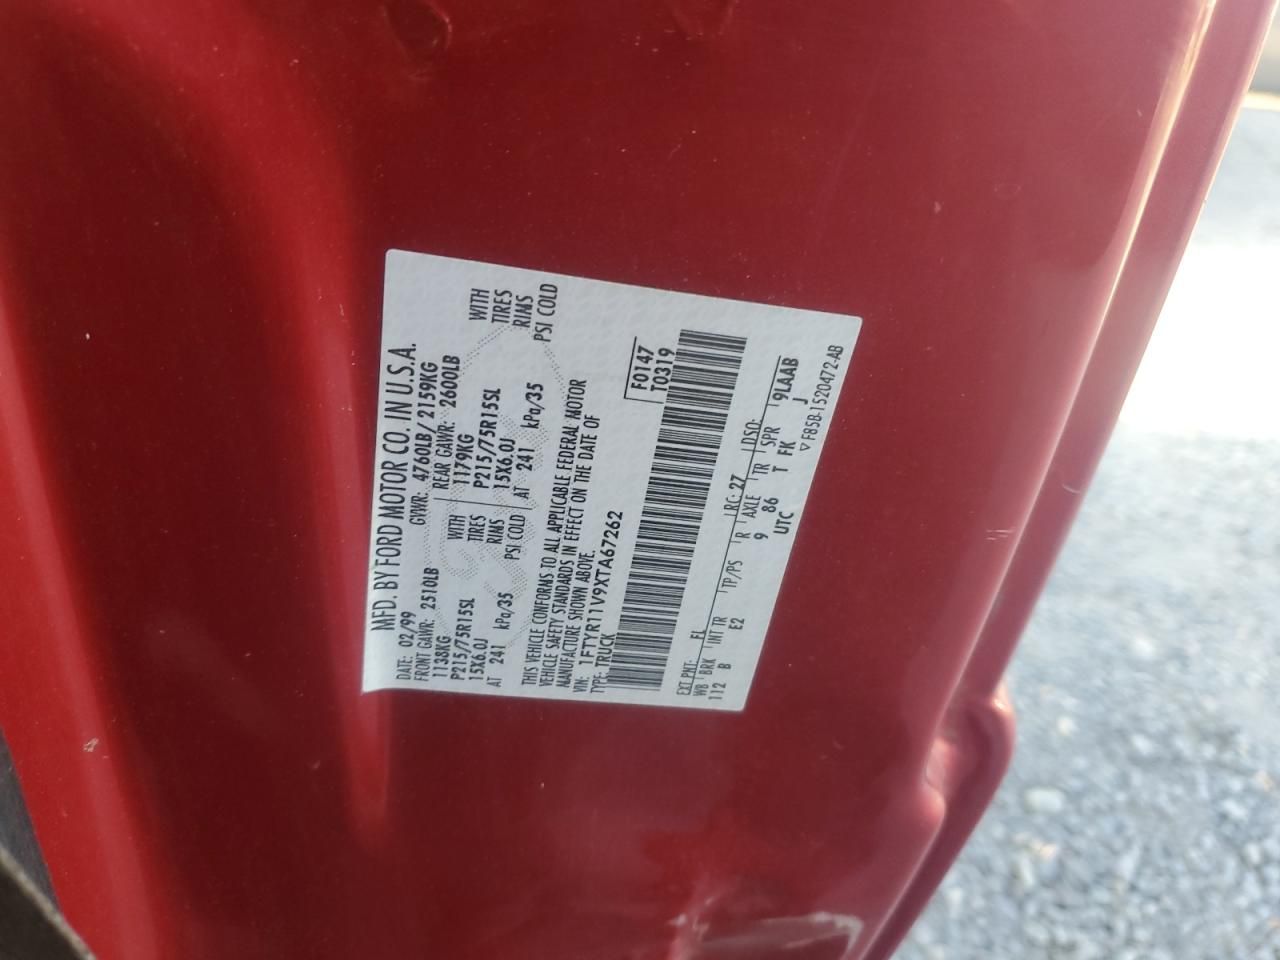 MFD. BY FORD MOTOR CO. IN U.S.A.
DATE: 02/99 GVWR: 4760LB/ 2159KG
FRONT GAWR: 2510LB REAR GAWR: 2600LB
1138KG WITH 1179KG WITH
P215/75R15SL TIRES P215/75R15SL TIRES
15X6.0J RIMS 15X6.0J RIMS
AT 241 kPa/35 PSI COLD AT 241 kPa/35 PSI COLD
THIS VEHICLE CONFORMS TO ALL APPLICABLE FEDERAL MOTOR
VEHICLE SAFETY STANDARDS IN EFFECT ON THE DATE OF
MANUFACTURE SHOWN ABOVE.
VIN: 1FTYR11V9XTA67262 F0147
TYPE: TRUCK T0319
EXT PNT: FL RC: 27 DSO:
WB BRK INT TR TP/PS R AXLE TR SPR 9LAAB
112 B E2 9 86 T FK J
UTC ▽F85B-1520472-AB